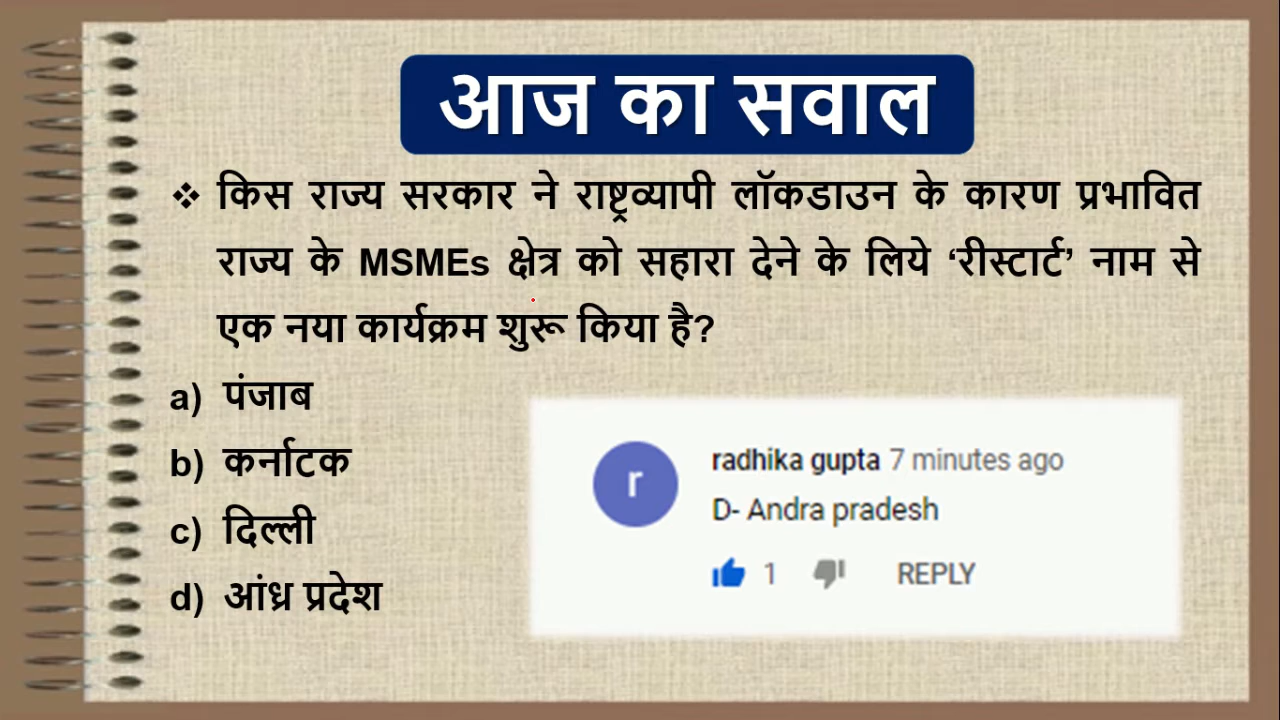 आज का सवाल
❖ किस राज्य सरकार ने राष्ट्रव्यापी लॉकडाउन के कारण प्रभावित
राज्य के MSMEs क्षेत्र को सहारा देने के लिये ‘रीस्टार्ट’ नाम से
एक नया कार्यक्रम शुरू किया है?
a) पंजाब
b) कर्नाटक
c) दिल्ली
d) आंध्र प्रदेश
r
radhika gupta 7 minutes ago
D- Andra pradesh
1 REPLY